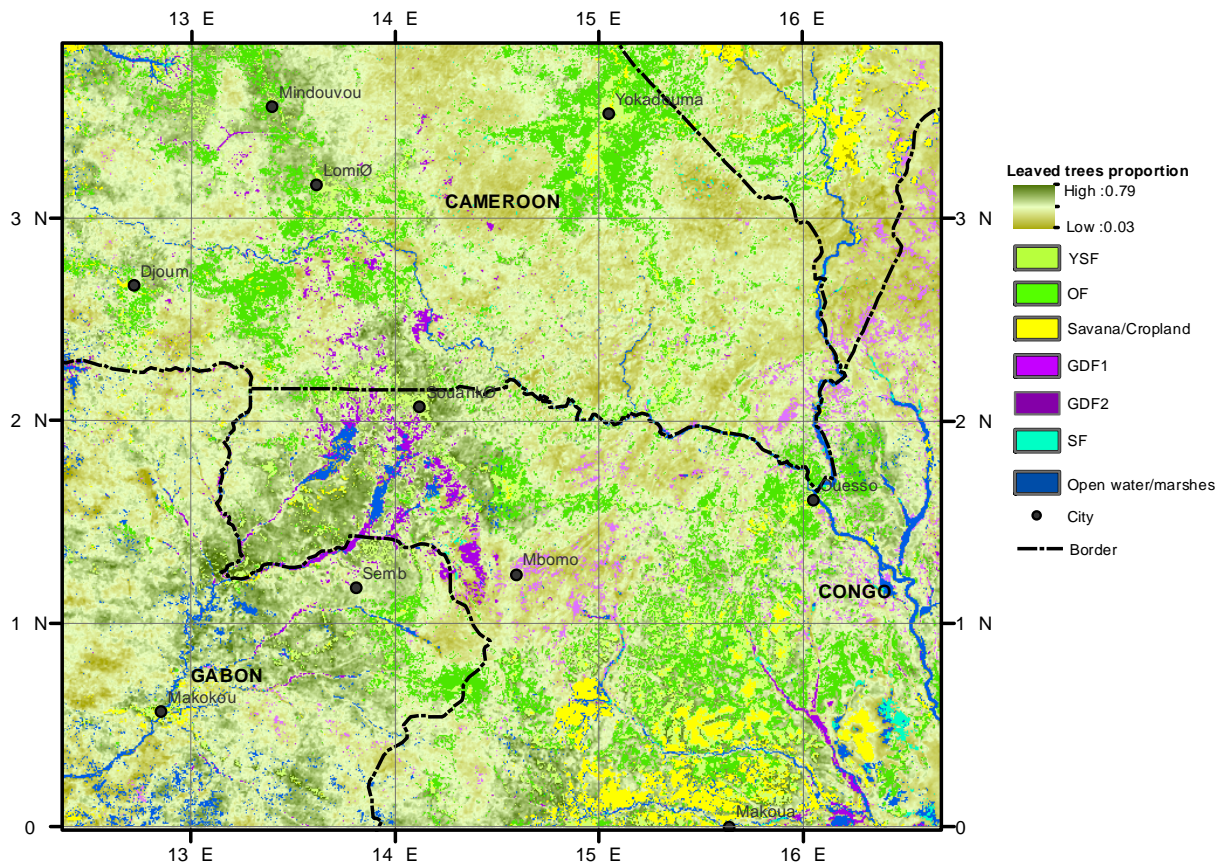 13 E 14 E 15 E 16 E
Mindouvou
Yokadouma
LomiØ
CAMEROON
3 N 3 N
Djoum
2 N SouankØ 2 N
Ouesso
Mbomo
Semb
CONGO
1 N 1 N
GABON
Makokou
Makoua
0 0
13 E 14 E 15 E 16 E
Leaved trees proportion
High :0.79
Low :0.03
YSF
OF
Savana/Cropland
GDF1
GDF2
SF
Open water/marshes
City
Border